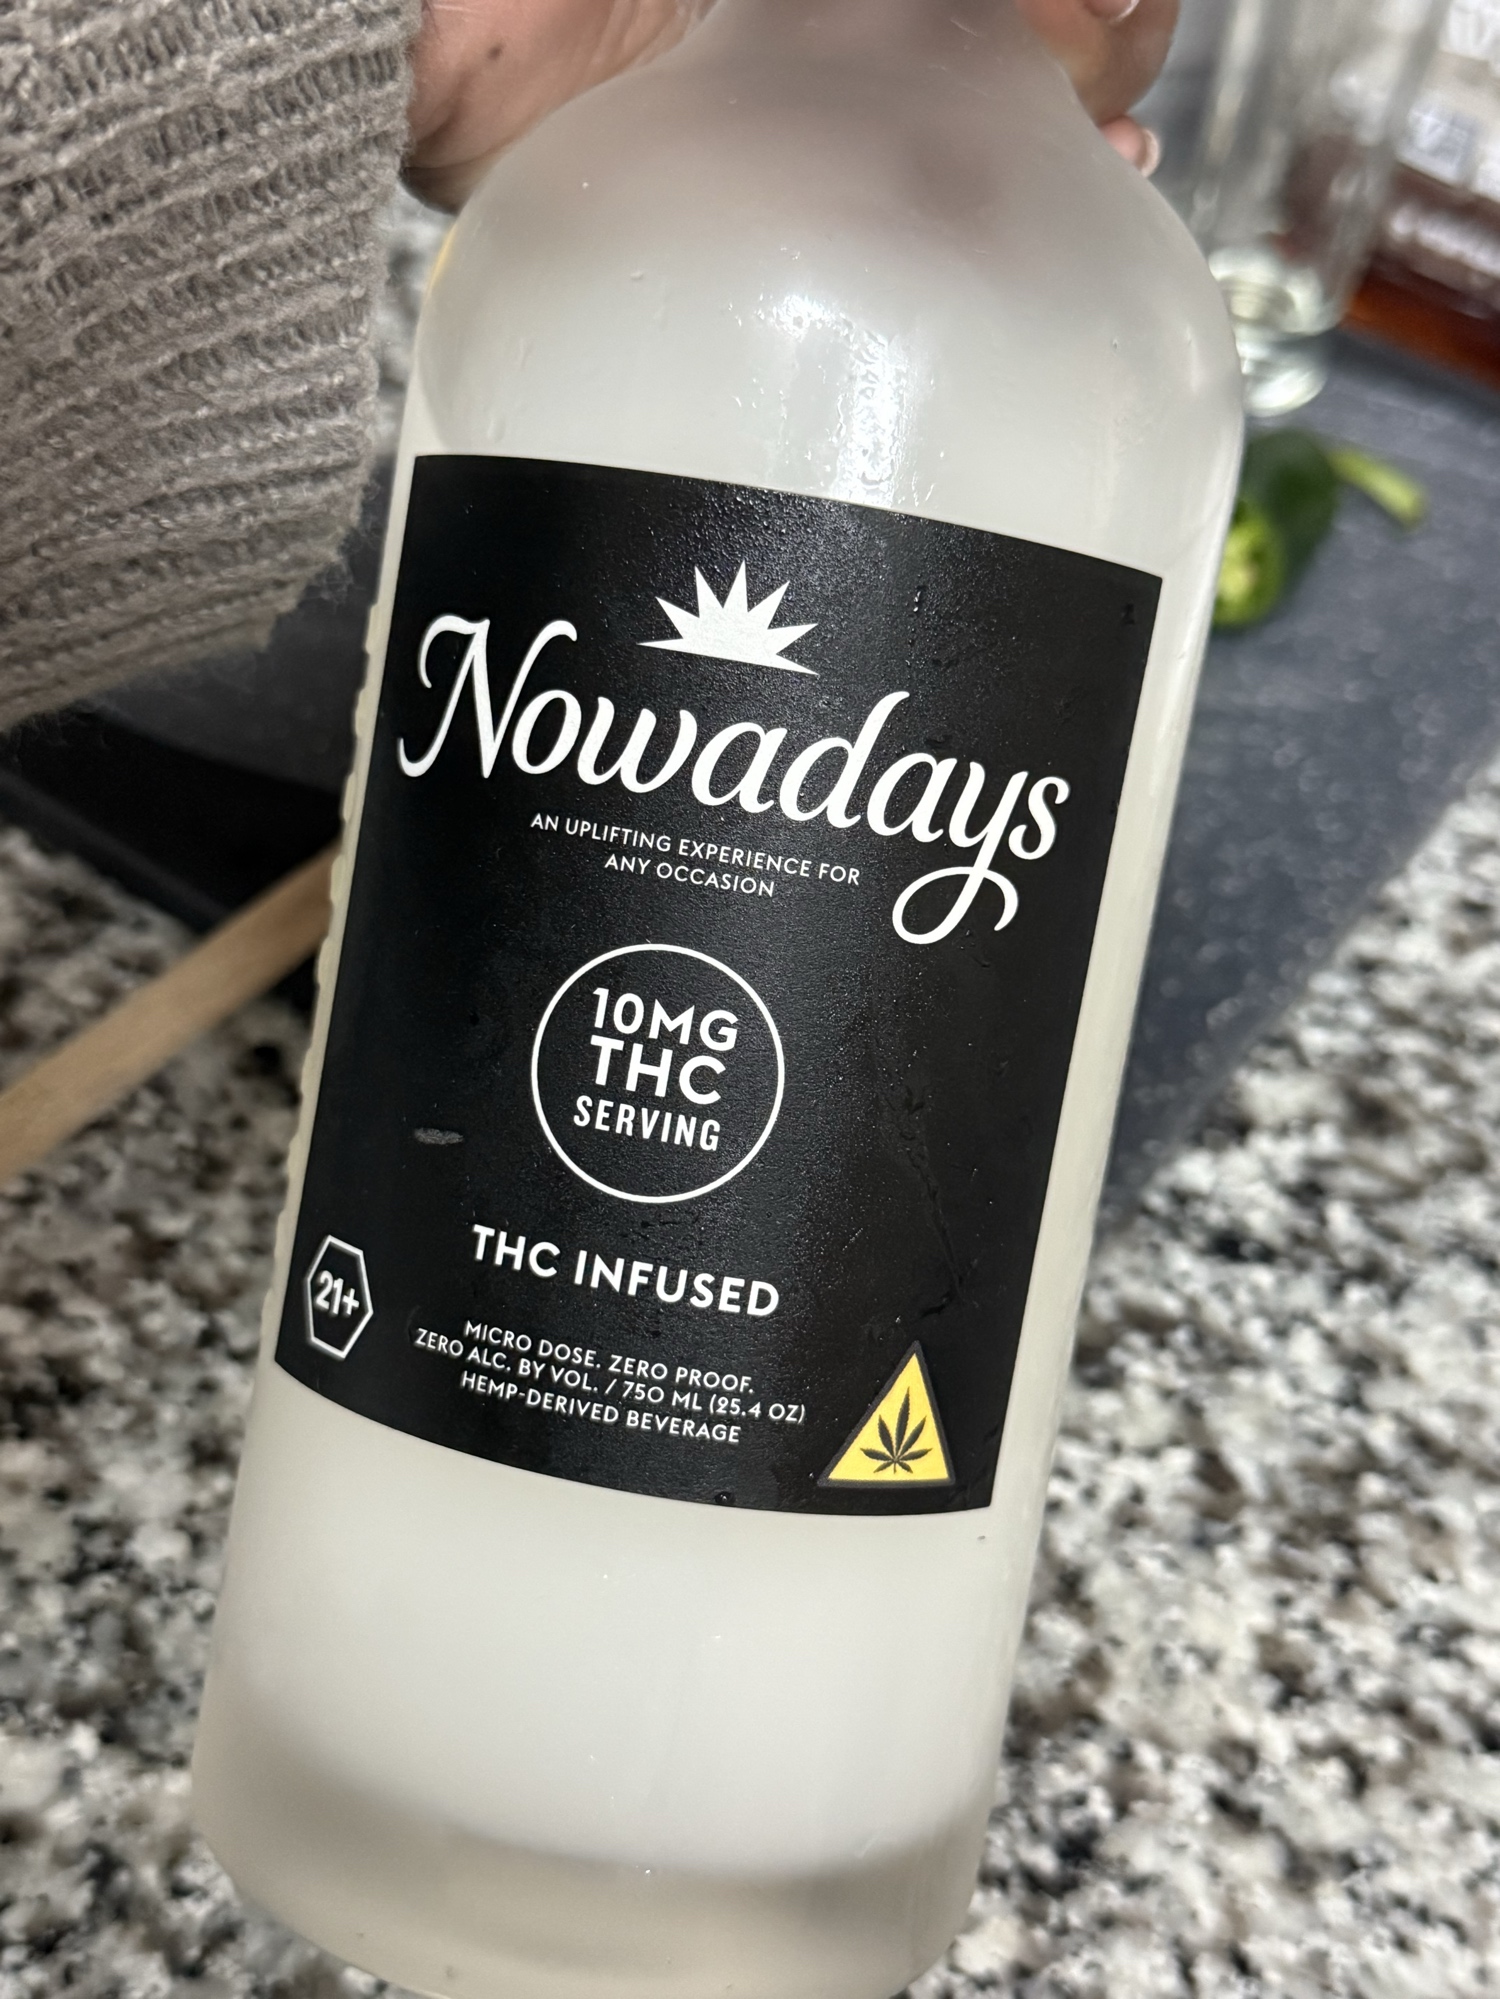 Nowadays
AN UPLIFTING EXPERIENCE FOR
ANY OCCASION
10MG
THC
SERVING
THC INFUSED
21+
MICRO DOSE. ZERO PROOF.
ZERO ALC. BY VOL. / 750 ML (25.4 OZ)
HEMP-DERIVED BEVERAGE